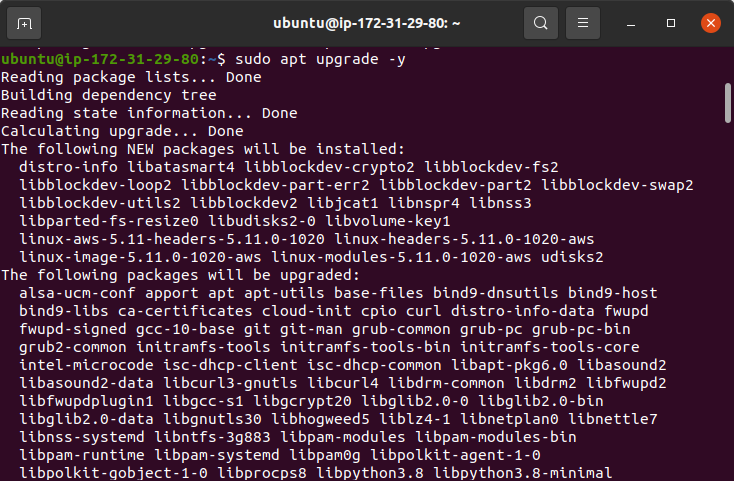 ubuntu@ip-172-31-29-80: ~
ubuntu@ip-172-31-29-80:~$ sudo apt upgrade -y
Reading package lists... Done
Building dependency tree
Reading state information... Done
Calculating upgrade... Done
The following NEW packages will be installed:
distro-info libatasmart4 libblockdev-crypto2 libblockdev-fs2
libblockdev-loop2 libblockdev-part-err2 libblockdev-part2 libblockdev-swap2
libblockdev-utils2 libblockdev2 libjcat1 libnspr4 libnss3
libparted-fs-resize0 libudisks2-0 libvolume-key1
linux-aws-5.11-headers-5.11.0-1020 linux-headers-5.11.0-1020-aws
linux-image-5.11.0-1020-aws linux-modules-5.11.0-1020-aws udisks2
The following packages will be upgraded:
alsa-ucm-conf apport apt apt-utils base-files bind9-dnsutils bind9-host
bind9-libs ca-certificates cloud-init cpio curl distro-info-data fwupd
fwupd-signed gcc-10-base git git-man grub-common grub-pc grub-pc-bin
grub2-common initramfs-tools initramfs-tools-bin initramfs-tools-core
intel-microcode isc-dhcp-client isc-dhcp-common libapt-pkg6.0 libasound2
libasound2-data libcurl3-gnutls libcurl4 libdrm-common libdrm2 libfwupd2
libfwupdplugin1 libgcc-s1 libgcrypt20 libglib2.0-0 libglib2.0-bin
libglib2.0-data libgnutls30 libhogweed5 liblz4-1 libnetplan0 libnettle7
libnss-systemd libntfs-3g883 libpam-modules libpam-modules-bin
libpam-runtime libpam-systemd libpam0g libpolkit-agent-1-0
libpolkit-gobject-1-0 libprocps8 libpython3.8 libpython3.8-minimal